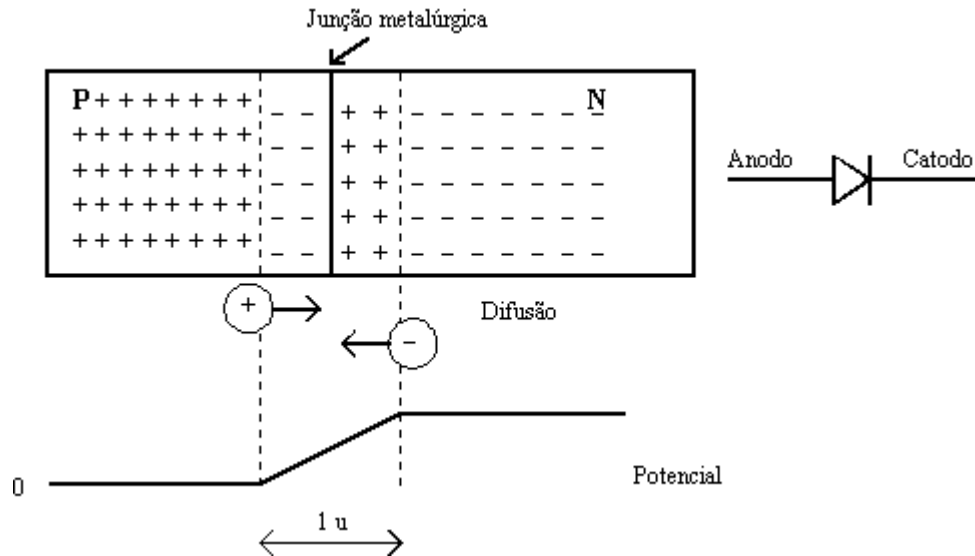 Junção metalúrgica
P + + + + + + + - - + + - - - - - - - N
+ + + + + + + + - - + + - - - - - - -
+ + + + + + + + - - + + - - - - - - -
+ + + + + + + + - - + + - - - - - - -
+ + + + + + + + - - + + - - - - - - -
Anodo Catodo
+ Difusão
-
0 Potencial
1 u